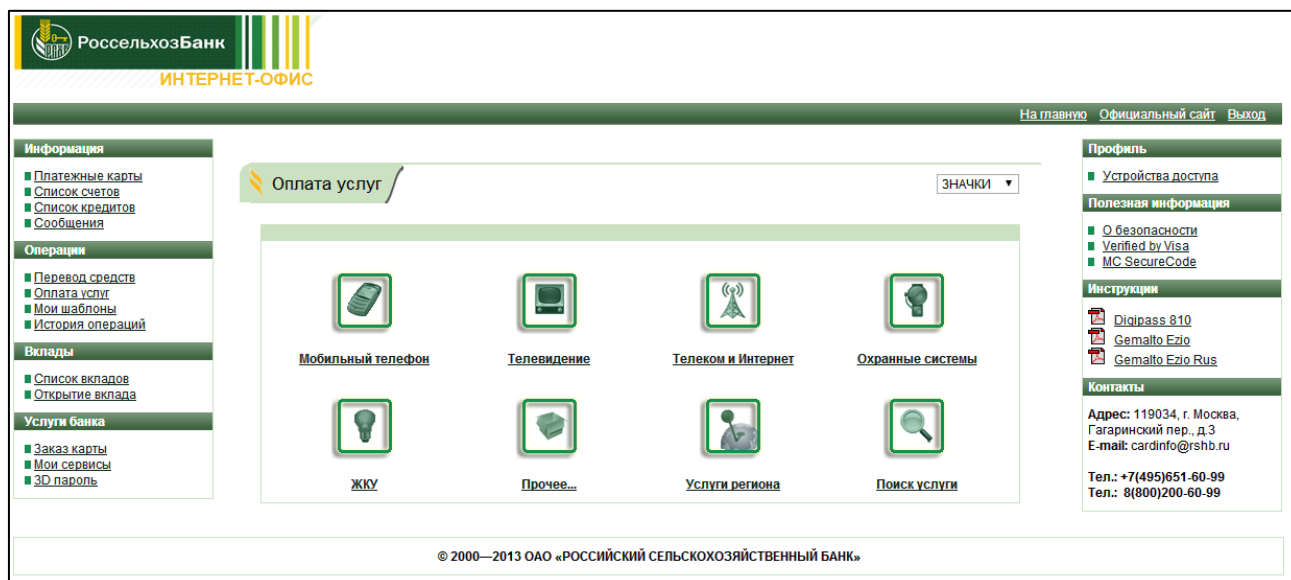 РоссельхозБанк
ИНТЕРНЕТ-ОФИС
На главную Официальный сайт Выход
Информация
Платежные карты
Список счетов
Список кредитов
Сообщения
Операции
Перевод средств
Оплата услуг
Мои шаблоны
История операций
Вклады
Список вкладов
Открытие вклада
Услуги банка
Заказ карты
Мои сервисы
3D пароль
Оплата услуг
ЗНАЧКИ
Мобильный телефон Телевидение Телеком и Интернет Охранные системы
ЖКУ Прочее... Услуги региона Поиск услуги
Профиль
Устройства доступа
Полезная информация
О безопасности
Verified by Visa
MC SecureCode
Инструкции
Digipass 810
Gemalto Ezio
Gemalto Ezio Rus
Контакты
Адрес: 119034, г. Москва,
Гагаринский пер., д.3
E-mail: cardinfo@rshb.ru
Тел.: +7(495)651-60-99
Тел.: 8(800)200-60-99
© 2000—2013 ОАО «РОССИЙСКИЙ СЕЛЬСКОХОЗЯЙСТВЕННЫЙ БАНК»